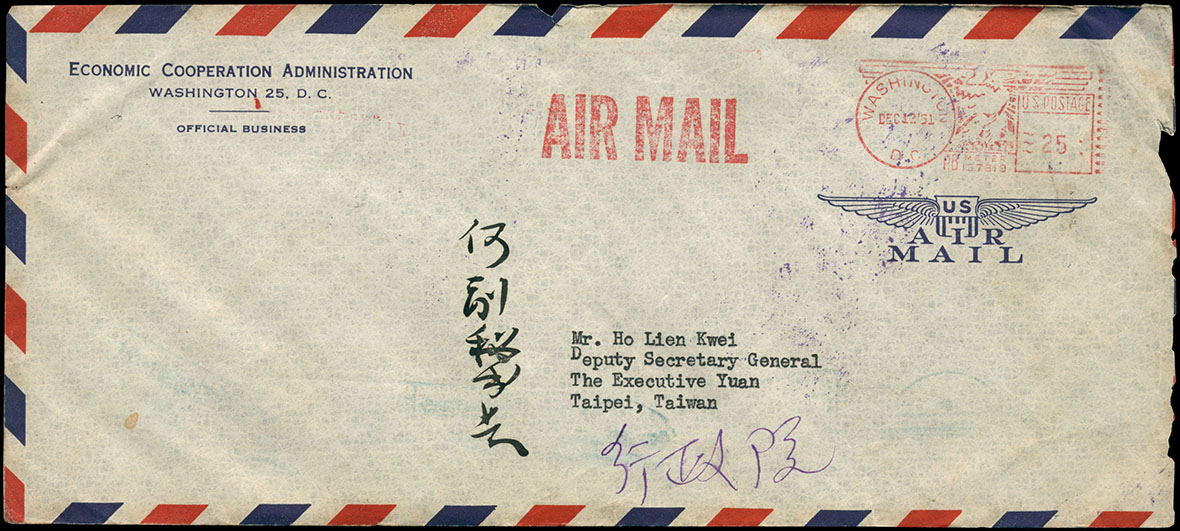 ECONOMIC COOPERATION ADMINISTRATION
WASHINGTON 25, D. C.
OFFICIAL BUSINESS
AIR MAIL
WASHINGTON
DEC 12 '51
D.C.
U.S. POSTAGE
25
P.B. METER
US
AIR
MAIL
何副秘書長
Mr. Ho Lien Kwei
Deputy Secretary General
The Executive Yuan
Taipei, Taiwan
行政院